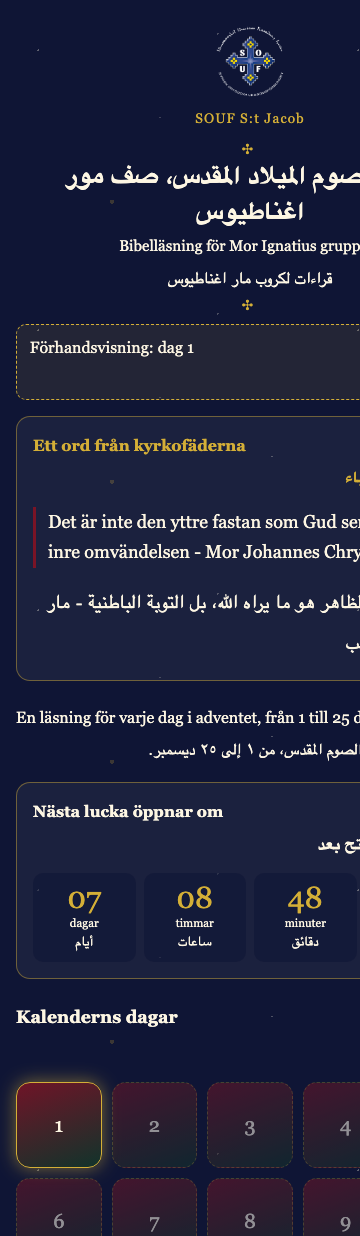 S O
U F
SOUF S:t Jacob
صوم الميلاد المقدس، صف مور
اغناطيوس
Bibelläsning för Mor Ignatius grupp
قراءات لكروب مار اغناطيوس
Förhandsvisning: dag 1
Ett ord från kyrkofäderna
Det är inte den yttre fastan som Gud
inre omvändelsen - Mor Johannes
لظاهر هو ما يراه الله، بل التوبة الباطنية - مار
En läsning för varje dag i adventet, från 1 till 25
الصوم المقدس، من ١ إلى ٢٥ ديسمبر.
Nästa lucka öppnar om
بعد
07 08 48
dagar timmar minuter
أيام ساعات دقائق
Kalenderns dagar
1 2 3 4
6 7 8 9